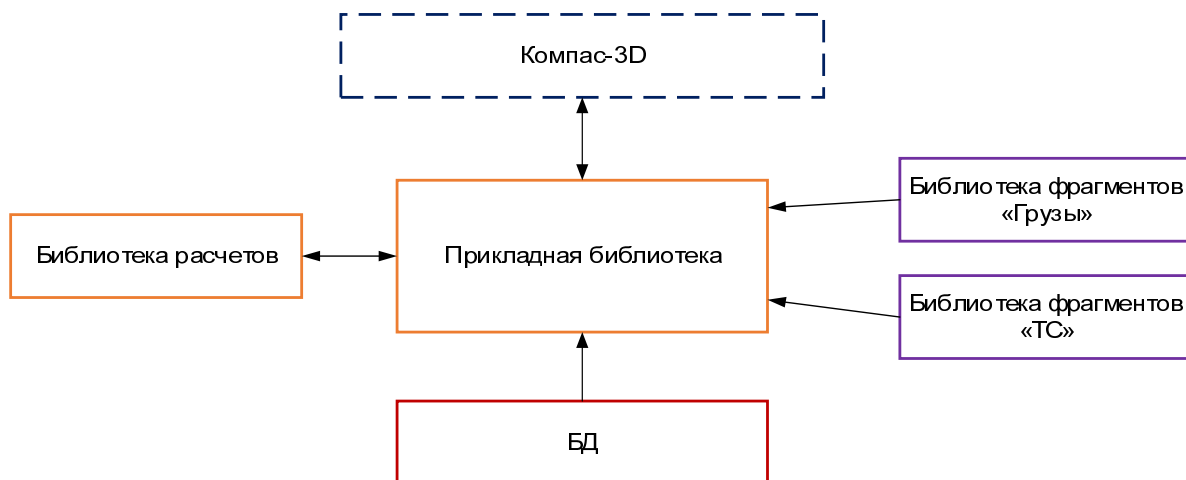 Компас-3D
Библиотека фрагментов
«Грузы»
Библиотека расчетов
Прикладная библиотека
Библиотека фрагментов
«ТС»
БД